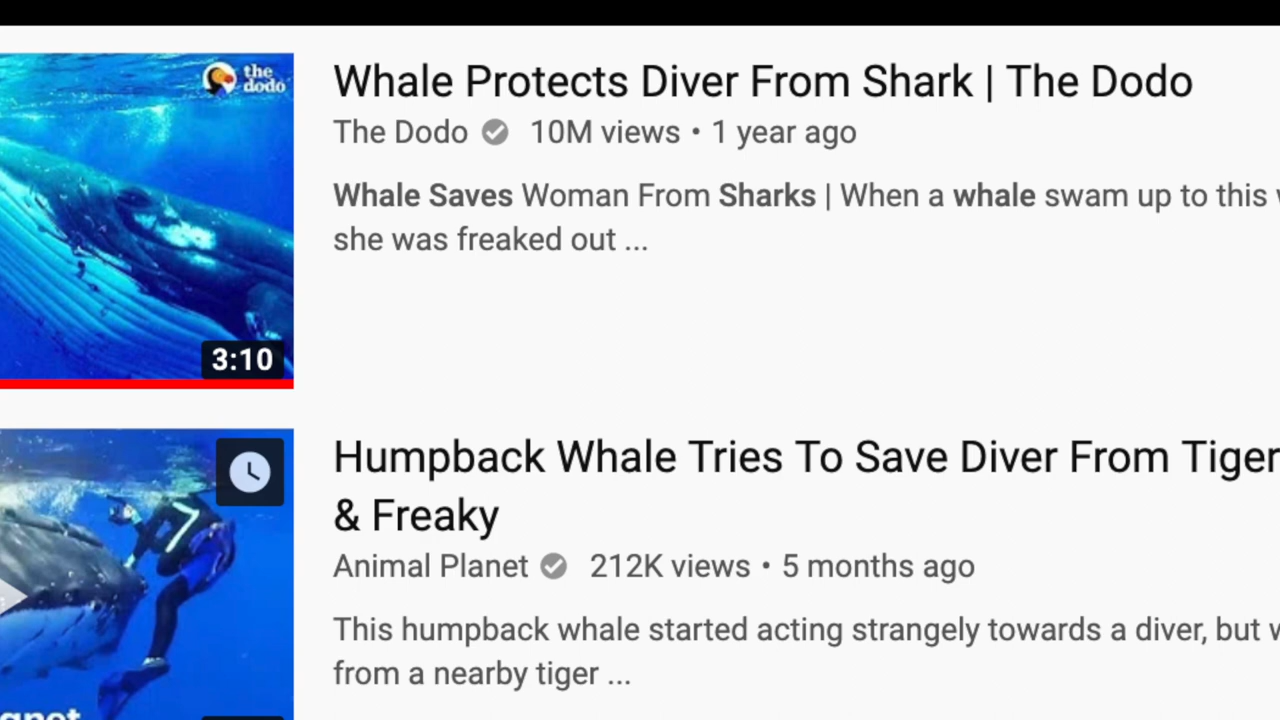 the
dodo
3:10
Whale Protects Diver From Shark | The Dodo
The Dodo 10M views • 1 year ago
Whale Saves Woman From Sharks | When a whale swam up to this
she was freaked out ...
Humpback Whale Tries To Save Diver From Tiger
& Freaky
Animal Planet 212K views • 5 months ago
This humpback whale started acting strangely towards a diver, but
from a nearby tiger ...